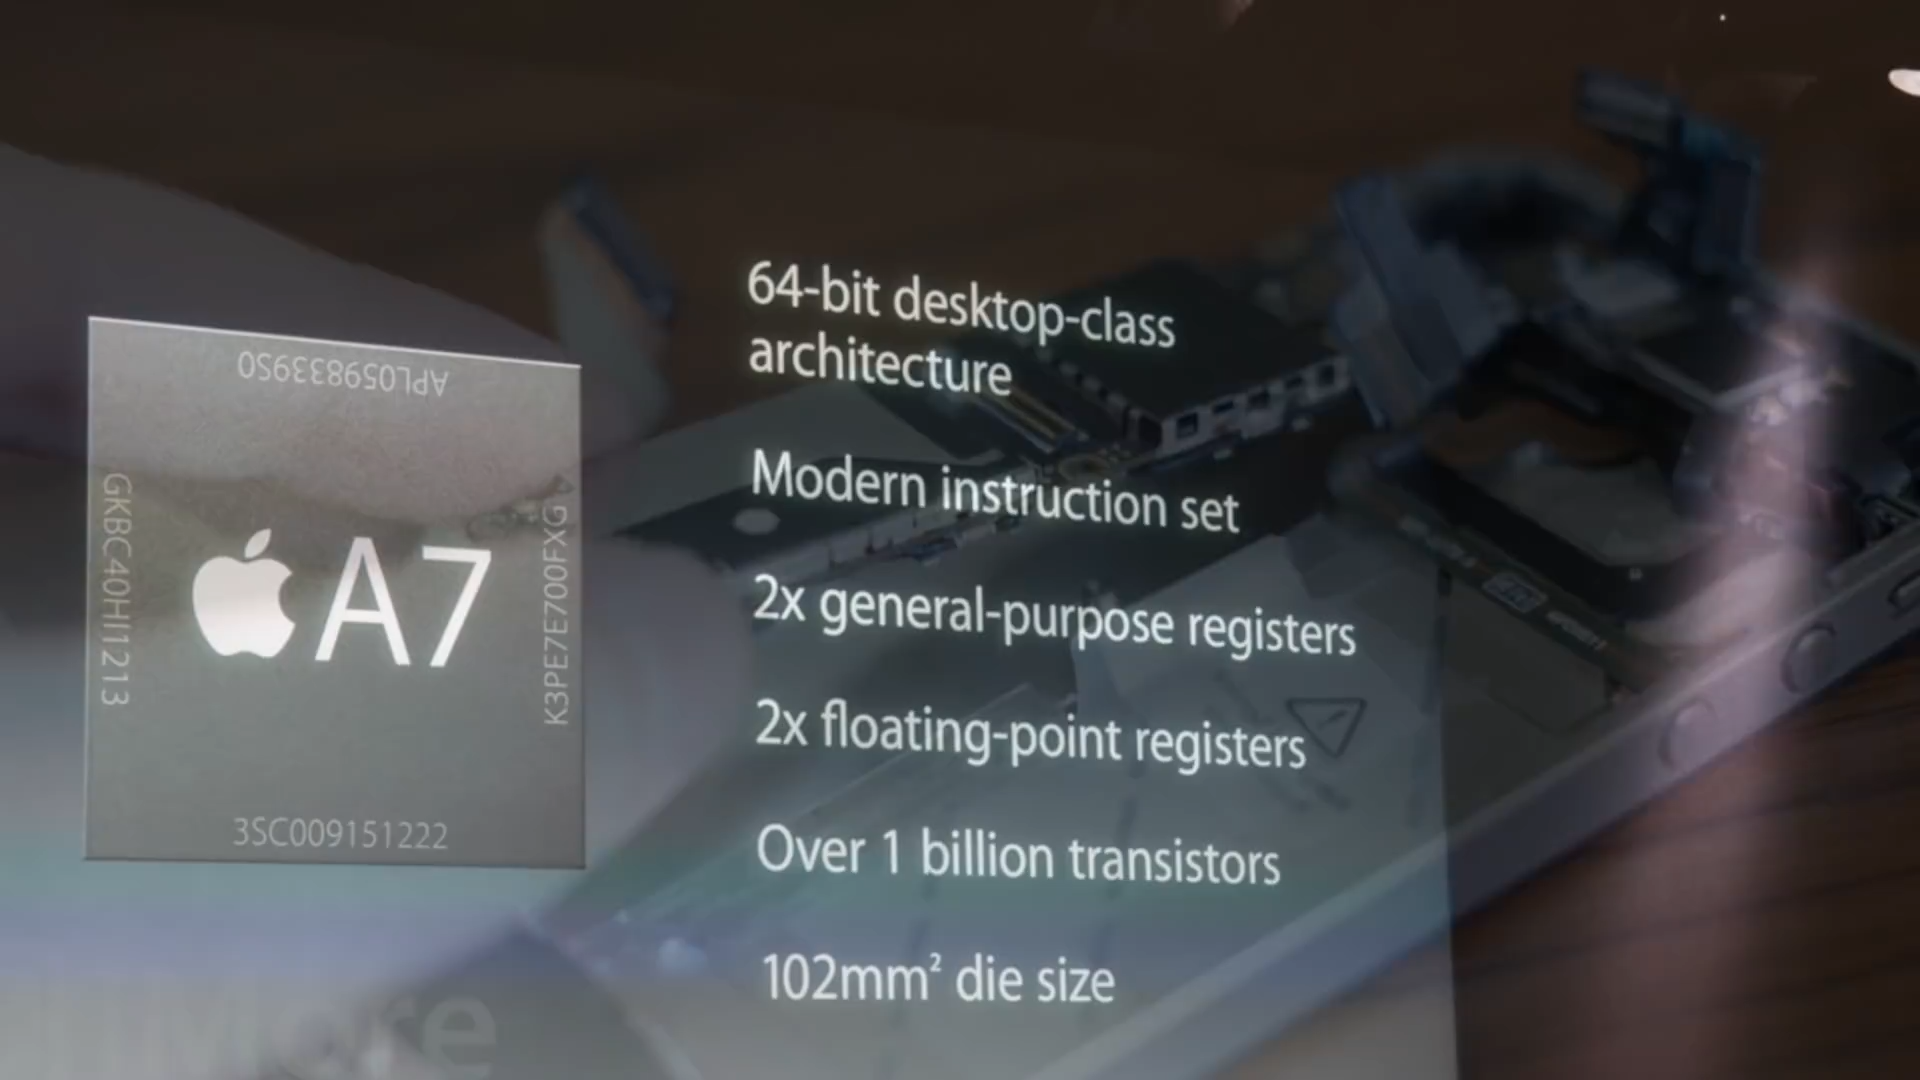 APL0598339S0
GKBC40HI1213
A7
K3PE7E700FXG
3SC009151222
64-bit desktop-class
architecture
Modern instruction set
2x general-purpose registers
2x floating-point registers
Over 1 billion transistors
102mm² die size
iMore